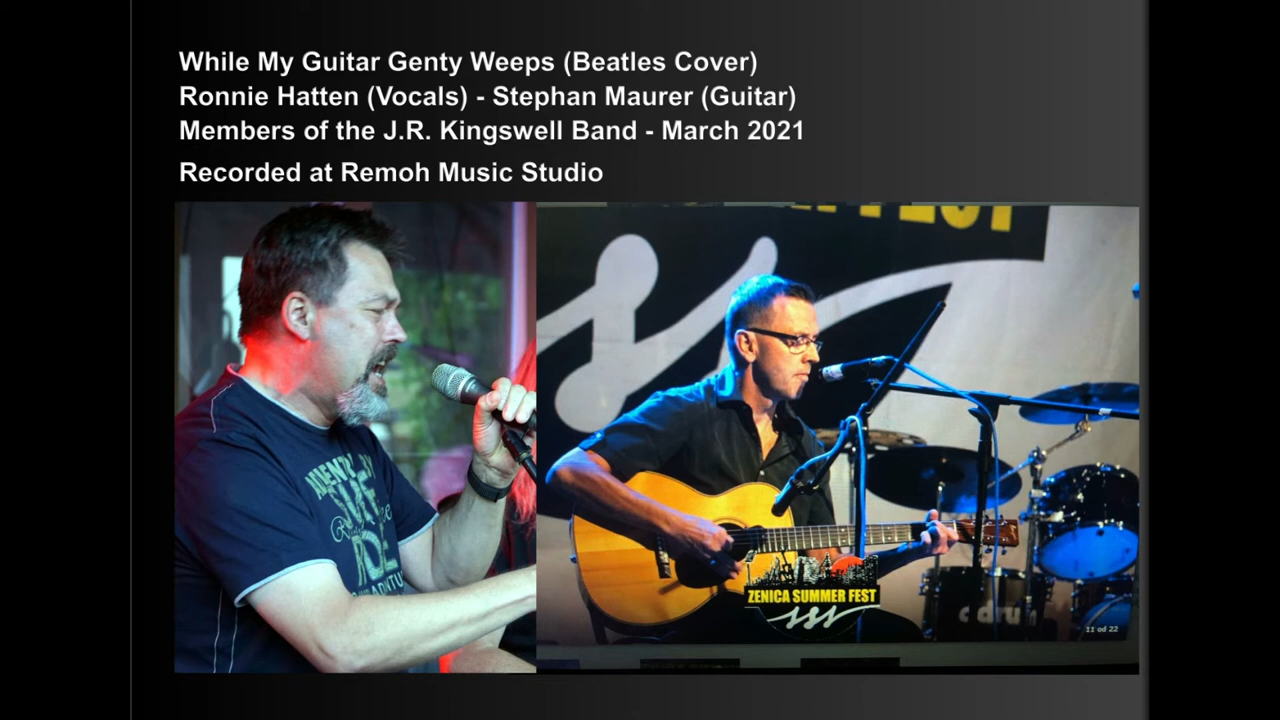 While My Guitar Genty Weeps (Beatles Cover)
Ronnie Hatten (Vocals) - Stephan Maurer (Guitar)
Members of the J.R. Kingswell Band - March 2021
Recorded at Remoh Music Studio
ZENICA SUMMER FEST
11 od 22